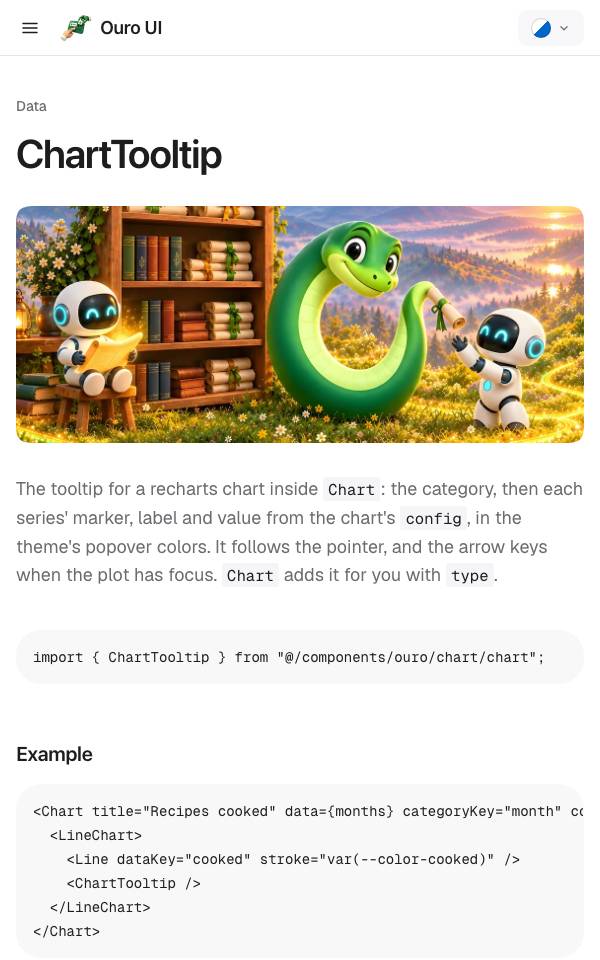 Ouro UI
Data
ChartTooltip
The tooltip for a recharts chart inside Chart: the category, then each
series' marker, label and value from the chart's config, in the
theme's popover colors. It follows the pointer, and the arrow keys
when the plot has focus. Chart adds it for you with type.
import { ChartTooltip } from "@/components/ouro/chart/chart";
Example
<Chart title="Recipes cooked" data={months} categoryKey="month" co
  <LineChart>
    <Line dataKey="cooked" stroke="var(--color-cooked)" />
    <ChartTooltip />
  </LineChart>
</Chart>